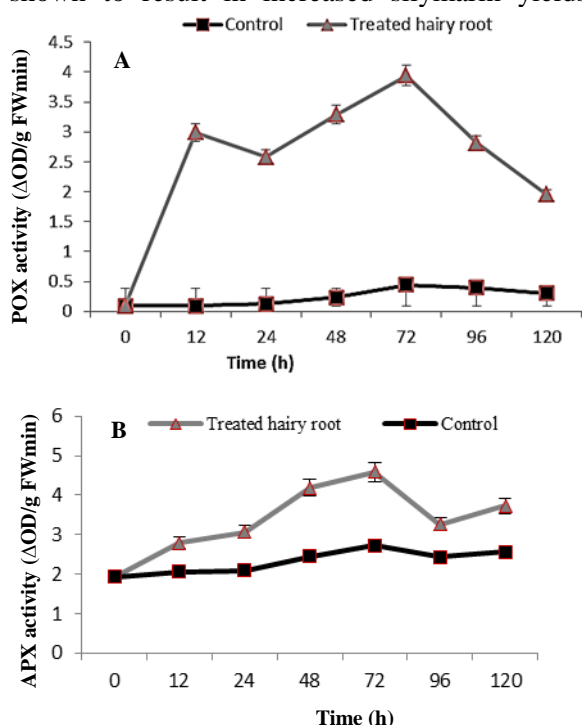 shown to result in increased silymarin yields
Control Treated hairy root
A
POX activity (ΔOD/g FWmin)
4.5
4
3.5
3
2.5
2
1.5
1
0.5
0
0 12 24 48 72 96 120
Time (h)
B
Treated hairy root Control
APX activity (ΔOD/g FWmin)
6
5
4
3
2
1
0
0 12 24 48 72 96 120
Time (h)